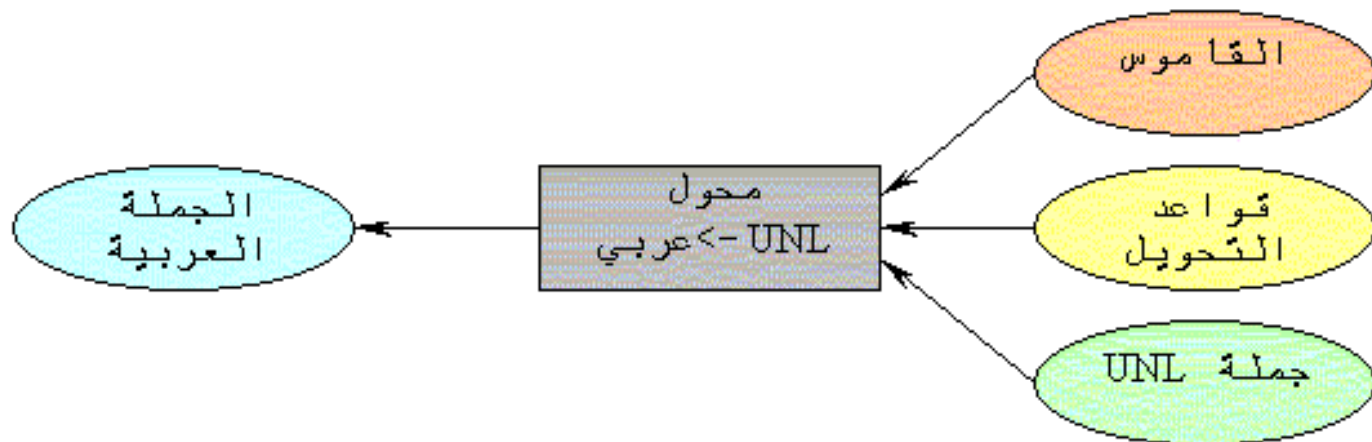 القاموس
قواعد
التحويل
جملة UNL
محول
UNL ->عربي
الجملة
العربية